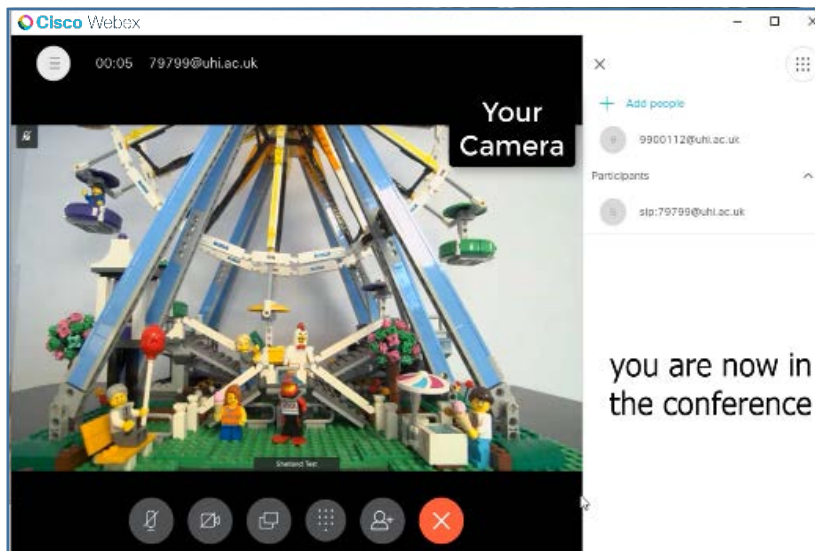 Cisco Webex
00:05 79799@uhi.ac.uk
Your
Camera
Add people
9900112@uhi.ac.uk
Participants
sip:79799@uhi.ac.uk
you are now in
the conference
Shetland Test